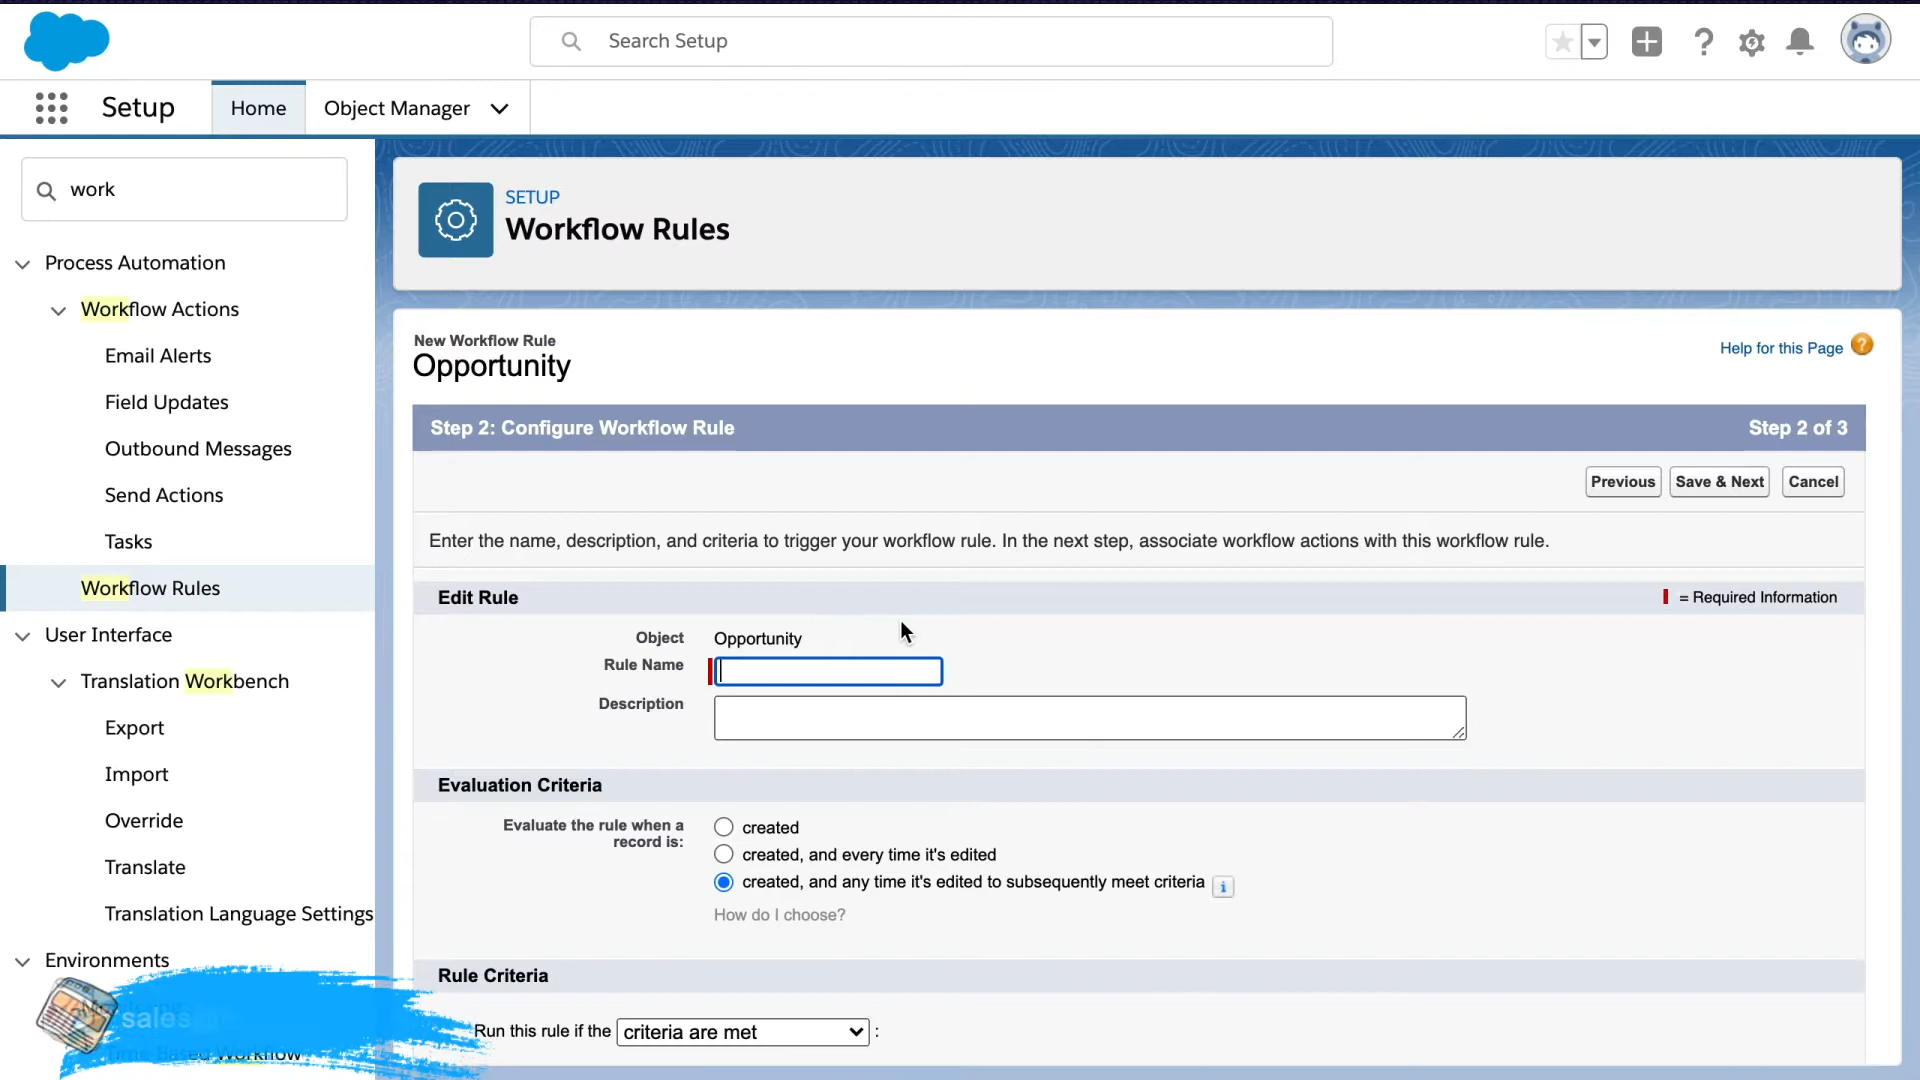 Search Setup
Setup
Home
Object Manager
work
Process Automation
Workflow Actions
Email Alerts
Field Updates
Outbound Messages
Send Actions
Tasks
Workflow Rules
User Interface
Translation Workbench
Export
Import
Override
Translate
Translation Language Settings
Environments
sales
Time Based Workflow
SETUP
Workflow Rules
New Workflow Rule
Opportunity
Help for this Page
Step 2: Configure Workflow Rule
Step 2 of 3
Previous
Save & Next
Cancel
Enter the name, description, and criteria to trigger your workflow rule. In the next step, associate workflow actions with this workflow rule.
Edit Rule
= Required Information
Object
Opportunity
Rule Name
Description
Evaluation Criteria
Evaluate the rule when a
record is:
created
created, and every time it's edited
created, and any time it's edited to subsequently meet criteria
How do I choose?
Rule Criteria
Run this rule if the
criteria are met
: